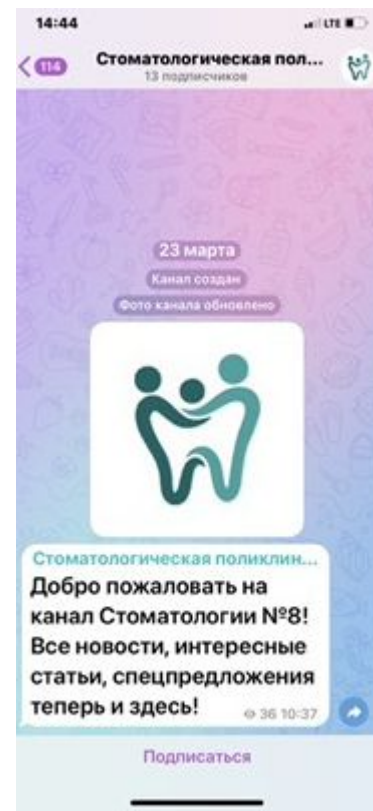 14:44
LTE
114
Стоматологическая пол...
13 подписчиков
23 марта
Канал создан
Фото канала обновлено
Стоматологическая поликлин...
Добро пожаловать на
канал Стоматологии №8!
Все новости, интересные
статьи, спецпредложения
теперь и здесь!
36 10:37
Подписаться